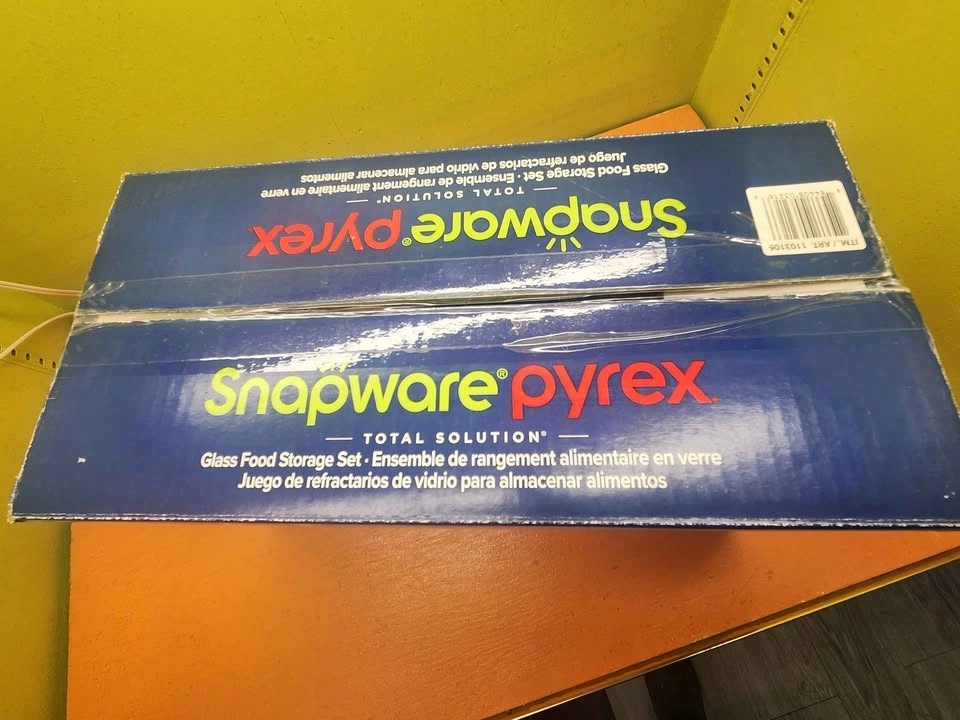 Juego de refractarios de vidrio para almacenar alimentos
Glass Food Storage Set • Ensemble de rangement alimentaire en verre
TOTAL SOLUTION®
Snapware® pyrex
ITM. / ART. 1103106
Snapware® pyrex
TOTAL SOLUTION®
Glass Food Storage Set • Ensemble de rangement alimentaire en verre
Juego de refractarios de vidrio para almacenar alimentos